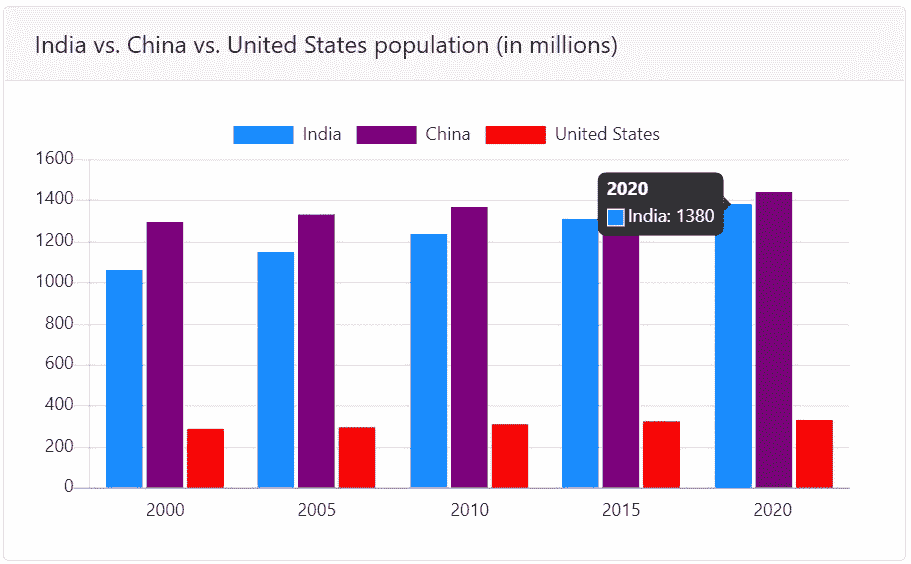 India vs. China vs. United States population (in millions)
India China United States
1600
1400
1200
1000
800
600
400
200
0
2020
India: 1380
2000 2005 2010 2015 2020